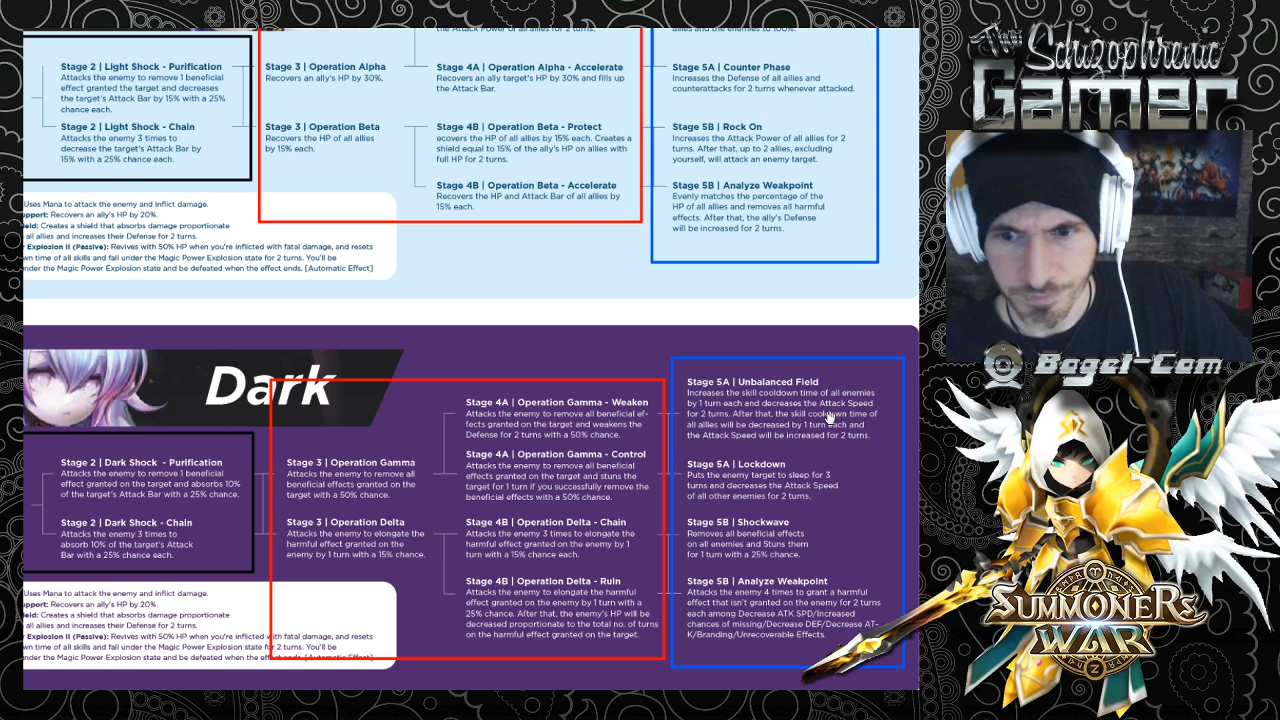 the Attack Power of all allies for 2 turns.
allies and the enemies to 100%.
Stage 2 | Light Shock - Purification
Attacks the enemy to remove 1 beneficial
effect granted the target and decreases
the target's Attack Bar by 15% with a 25%
chance each.
Stage 2 | Light Shock - Chain
Attacks the enemy 3 times to
decrease the target's Attack Bar by
15% with a 25% chance each.
Stage 3 | Operation Alpha
Recovers an ally's HP by 30%.
Stage 3 | Operation Beta
Recovers the HP of all allies
by 15% each.
Stage 4A | Operation Alpha - Accelerate
Recovers an ally target's HP by 30% and fills up
the Attack Bar.
Stage 4B | Operation Beta - Protect
ecovers the HP of all allies by 15% each. Creates a
shield equal to 15% of the ally's HP on allies with
full HP for 2 turns.
Stage 4B | Operation Beta - Accelerate
Recovers the HP and Attack Bar of all allies by
15% each.
Stage 5A | Counter Phase
Increases the Defense of all allies and
counterattacks for 2 turns whenever attacked.
Stage 5B | Rock On
Increases the Attack Power of all allies for 2
turns. After that, up to 2 allies, excluding
yourself, will attack an enemy target.
Stage 5B | Analyze Weakpoint
Evenly matches the percentage of the
HP of all allies and removes all harmful
effects. After that, the ally's Defense
will be increased for 2 turns.
Uses Mana to attack the enemy and inflict damage.
upport: Recovers an ally's HP by 20%.
ield: Creates a shield that absorbs damage proportionate
all allies and increases their Defense for 2 turns.
r Explosion II (Passive): Revives with 50% HP when you're inflicted with fatal damage, and resets
wn time of all skills and fall under the Magic Power Explosion state for 2 turns. You'll be
nder the Magic Power Explosion state and be defeated when the effect ends. [Automatic Effect]
Dark
Stage 2 | Dark Shock - Purification
Attacks the enemy to remove 1 beneficial
effect granted on the target and absorbs 10%
of the target's Attack Bar with a 25% chance.
Stage 2 | Dark Shock - Chain
Attacks the enemy 3 times to
absorb 10% of the target's Attack
Bar with a 25% chance each.
Stage 3 | Operation Gamma
Attacks the enemy to remove all
beneficial effects granted on the
target with a 50% chance.
Stage 3 | Operation Delta
Attacks the enemy to elongate the
harmful effect granted on the
enemy by 1 turn with a 15% chance.
Stage 4A | Operation Gamma - Weaken
Attacks the enemy to remove all beneficial ef-
fects granted on the target and weakens the
Defense for 2 turns with a 50% chance.
Stage 4A | Operation Gamma - Control
Attacks the enemy to remove all beneficial
effects granted on the target and stuns the
target for 1 turn if you successfully remove the
beneficial effects with a 50% chance.
Stage 4B | Operation Delta - Chain
Attacks the enemy 3 times to elongate the
harmful effect granted on the enemy by 1
turn with a 15% chance each.
Stage 4B | Operation Delta - Ruin
Attacks the enemy to elongate the harmful
effect granted on the enemy by 1 turn with a
25% chance. After that, the enemy's HP will be
decreased proportionate to the total no. of turns
on the harmful effect granted on the target.
Stage 5A | Unbalanced Field
Increases the skill cooldown time of all enemies
by 1 turn each and decreases the Attack Speed
for 2 turns. After that, the skill cooldown time of
all allies will be decreased by 1 turn each and
the Attack Speed will be increased for 2 turns.
Stage 5A | Lockdown
Puts the enemy target to sleep for 3
turns and decreases the Attack Speed
of all other enemies for 2 turns.
Stage 5B | Shockwave
Removes all beneficial effects
on all enemies and Stuns them
for 1 turn with a 25% chance.
Stage 5B | Analyze Weakpoint
Attacks the enemy 4 times to grant a harmful
effect that isn't granted on the enemy for 2 turns
each among Decrease ATK SPD/Increased
chances of missing/Decrease DEF/Decrease AT-
K/Branding/Unrecoverable Effects.
Uses Mana to attack the enemy and inflict damage.
upport: Recovers an ally's HP by 20%.
ield: Creates a shield that absorbs damage proportionate
all allies and increases their Defense for 2 turns.
r Explosion II (Passive): Revives with 50% HP when you're inflicted with fatal damage, and resets
wn time of all skills and fall under the Magic Power Explosion state for 2 turns. You'll be
nder the Magic Power Explosion state and be defeated when the effect ends. [Automatic Effect]
Schizophrenic
GAMER
Baget-Com
SUMMONERS
WAR